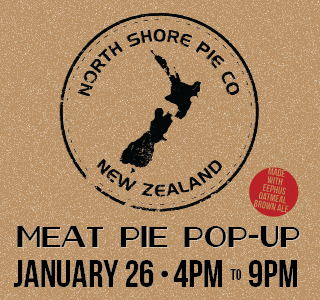 NORTH SHORE PIE CO
NEW ZEALAND
MADE
WITH
EEPHUS
OATMEAL
BROWN ALE
MEAT PIE POP-UP
JANUARY 26 • 4PM TO 9PM